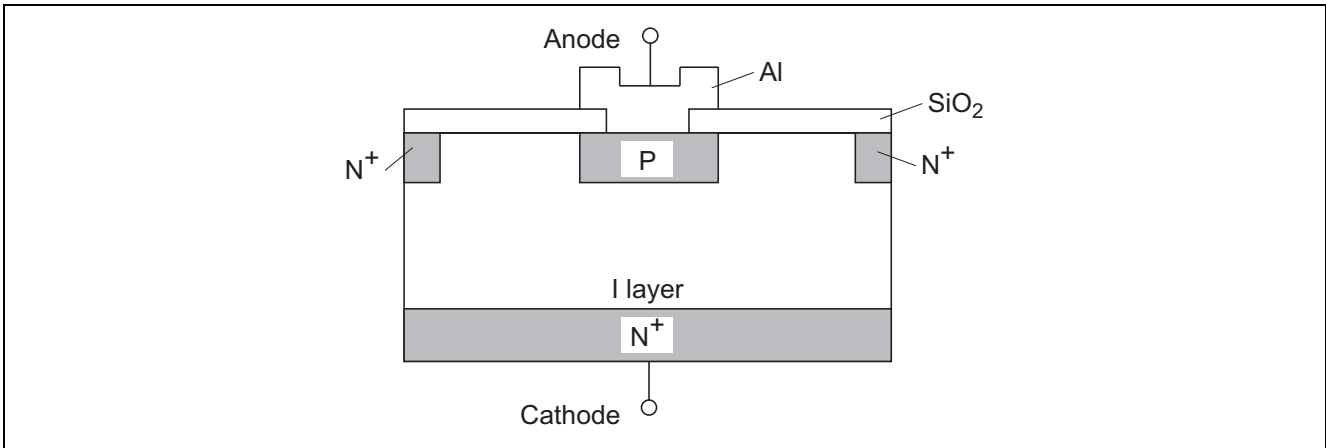 Anode
Al
SiO₂
N⁺
P
N⁺
I layer
N⁺
Cathode